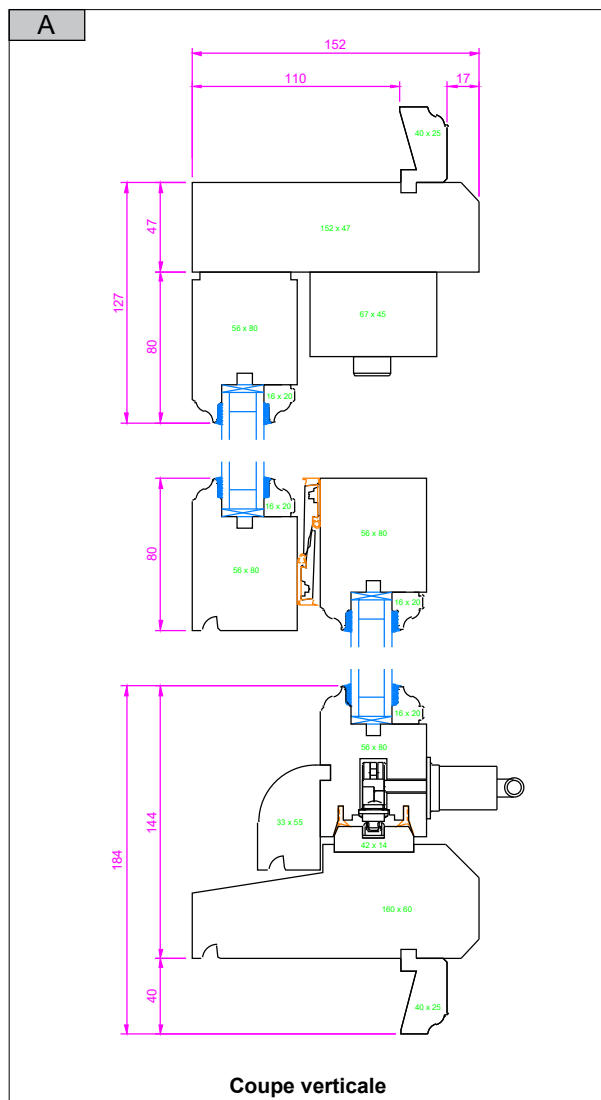 A
152
110
17
40 x 25
47
152 x 47
127
80
56 x 80
67 x 45
16 x 20
80
16 x 20
56 x 80
56 x 80
16 x 20
16 x 20
56 x 80
144
184
33 x 55
42 x 14
160 x 60
40
40 x 25
Coupe verticale